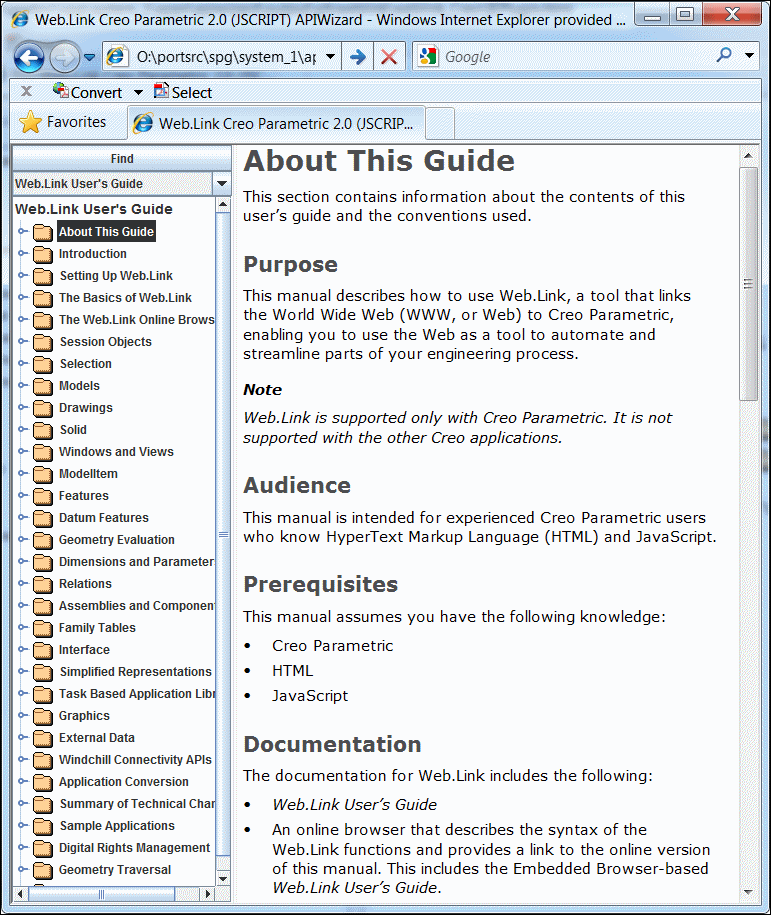 Web.Link Creo Parametric 2.0 (JSCRIPT) APIWizard - Windows Internet Explorer provided ...
O:\portsrc\spg\system_1\ap
Google
Convert
Select
Favorites
Web.Link Creo Parametric 2.0 (JSCRIP...
Find
Web.Link User's Guide
Web.Link User's Guide
About This Guide
Introduction
Setting Up Web.Link
The Basics of Web.Link
The Web.Link Online Brows
Session Objects
Selection
Models
Drawings
Solid
Windows and Views
ModelItem
Features
Datum Features
Geometry Evaluation
Dimensions and Parameter
Relations
Assemblies and Component
Family Tables
Interface
Simplified Representations
Task Based Application Libr
Graphics
External Data
Windchill Connectivity APIs
Application Conversion
Summary of Technical Char
Sample Applications
Digital Rights Management
Geometry Traversal
About This Guide
This section contains information about the contents of this
user’s guide and the conventions used.
Purpose
This manual describes how to use Web.Link, a tool that links
the World Wide Web (WWW, or Web) to Creo Parametric,
enabling you to use the Web as a tool to automate and
streamline parts of your engineering process.
Note
Web.Link is supported only with Creo Parametric. It is not
supported with the other Creo applications.
Audience
This manual is intended for experienced Creo Parametric users
who know HyperText Markup Language (HTML) and JavaScript.
Prerequisites
This manual assumes you have the following knowledge:
• Creo Parametric
• HTML
• JavaScript
Documentation
The documentation for Web.Link includes the following:
• Web.Link User’s Guide
• An online browser that describes the syntax of the
Web.Link functions and provides a link to the online version
of this manual. This includes the Embedded Browser-based
Web.Link User’s Guide.